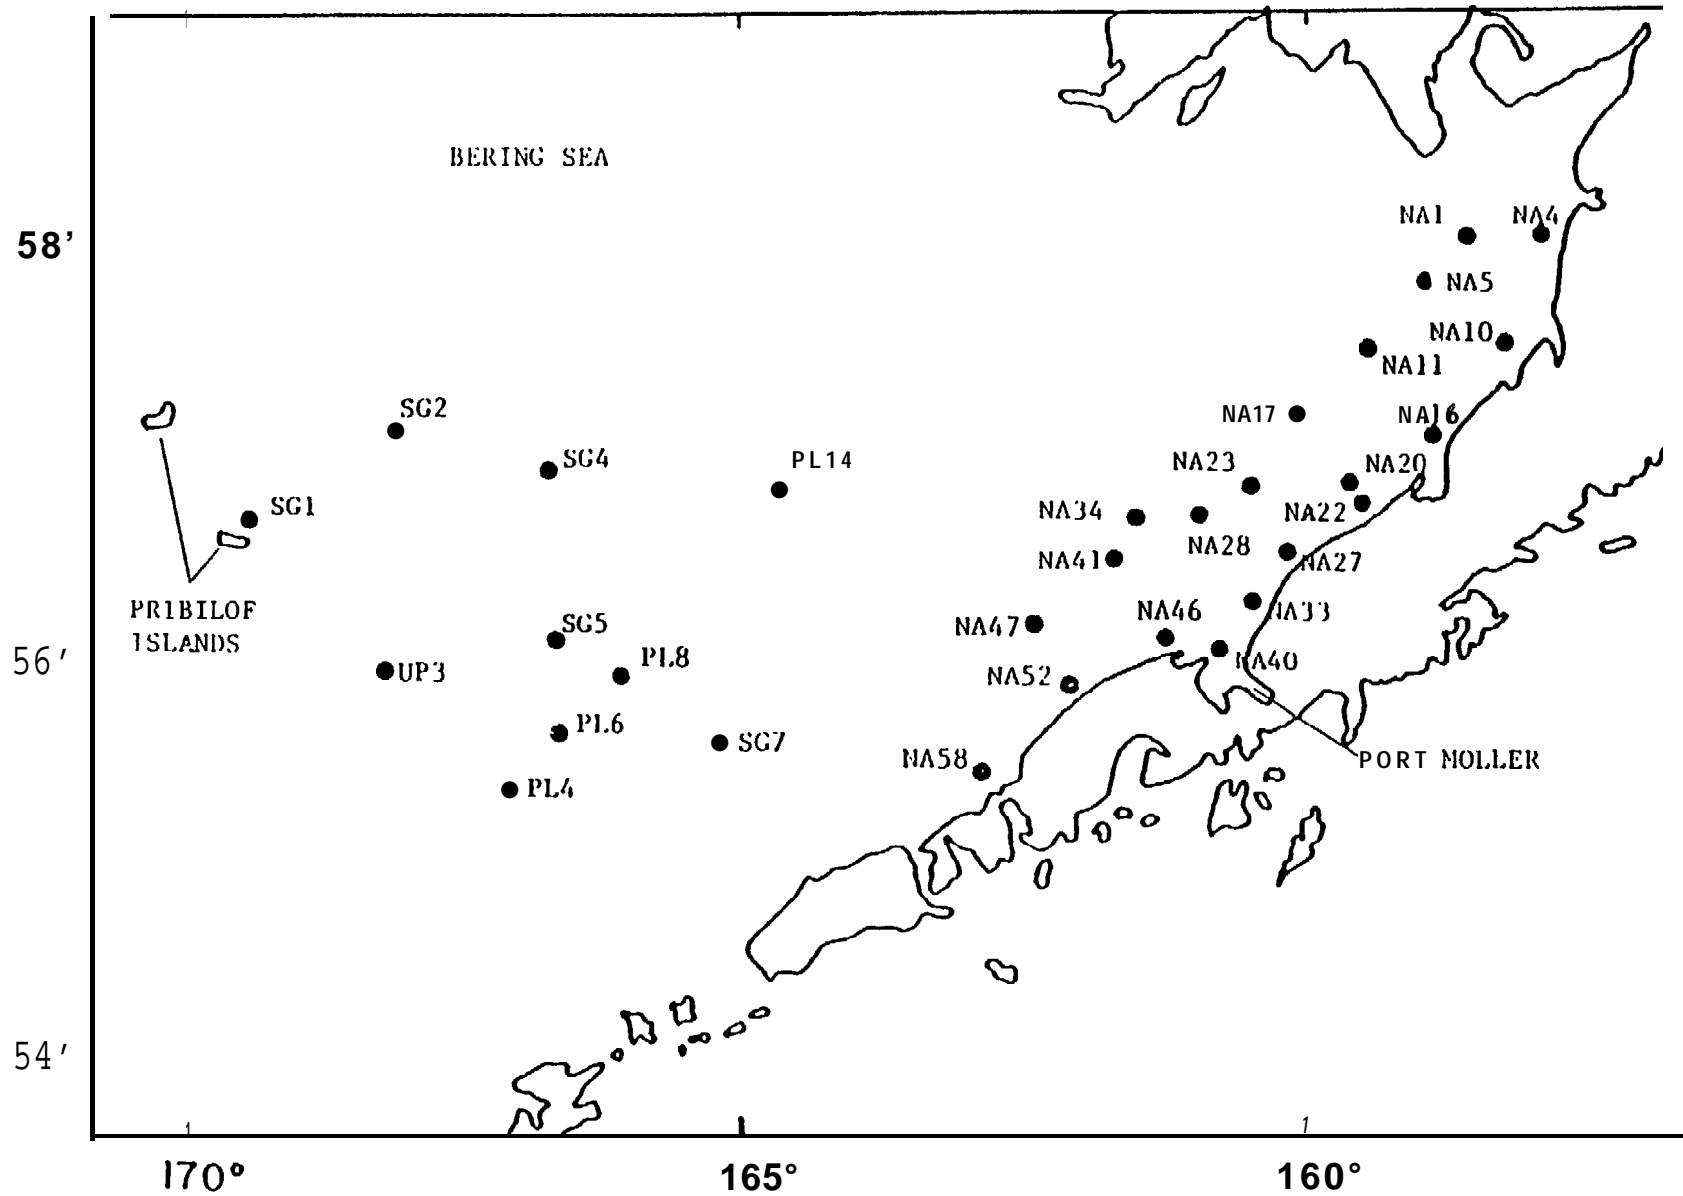 BERING SEA
NA1
NA4
58'
NA5
NA10
NA11
SG2
NA17
NA16
SG4
PL14
NA23
NA20
SG1
NA34
NA22
NA28
NA41
NA27
PRIBILOF
ISLANDS
NA33
NA46
SG5
NA47
56'
PL8
NA40
UP3
NA52
PL6
SG7
NA58
PORT MOLLER
PL4
54'
170°
165°
160°